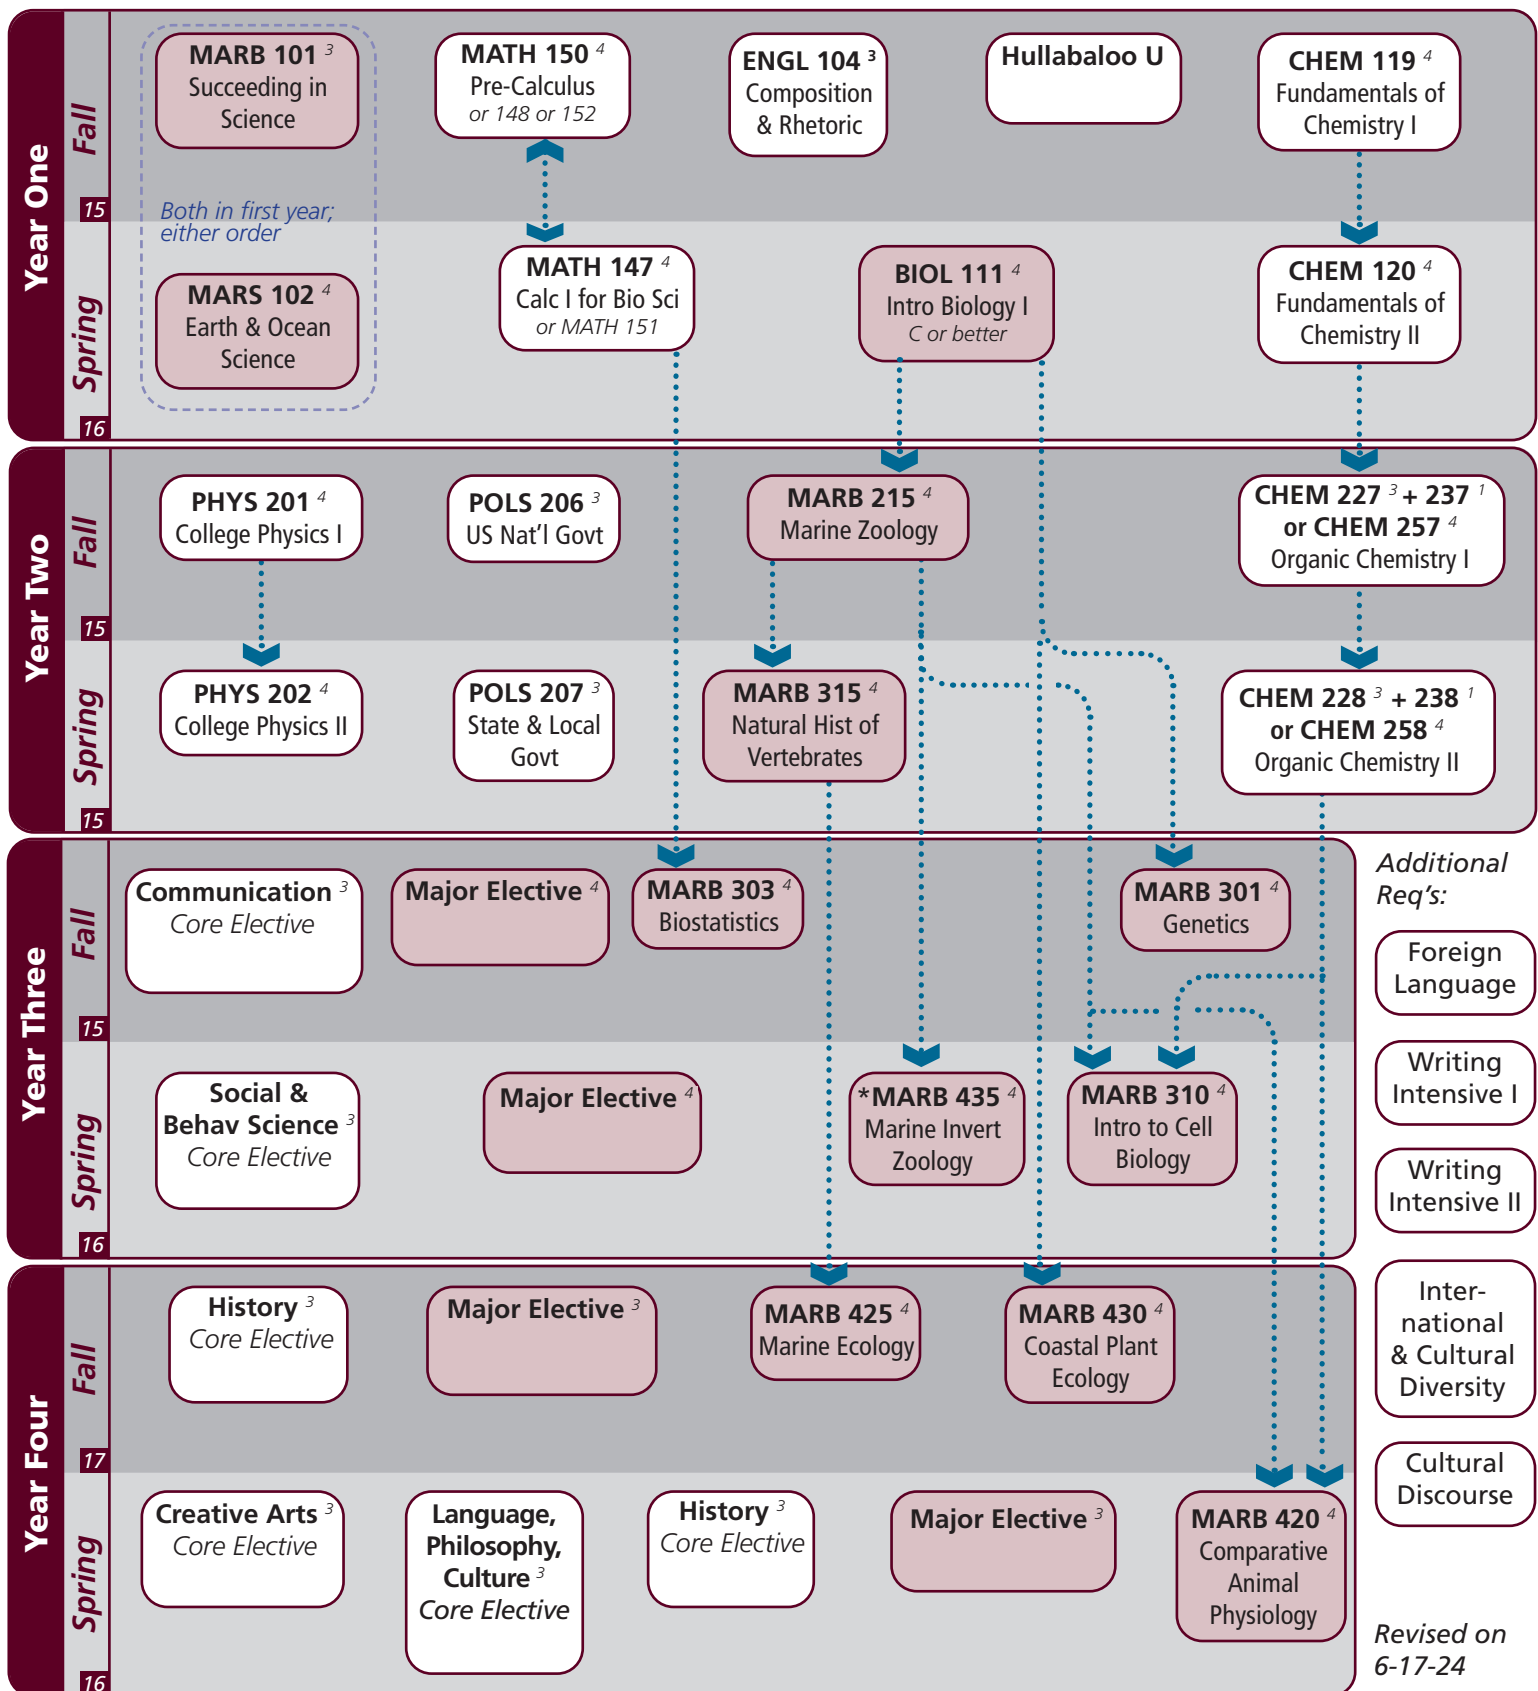 Year One
Fall
15
MARB 101 3
Succeeding in
Science
MATH 150 4
Pre-Calculus
or 148 or 152
ENGL 104 3
Composition
& Rhetoric
Hullabaloo U
CHEM 119 4
Fundamentals of
Chemistry I
Both in first year;
either order
Spring
16
MARS 102 4
Earth & Ocean
Science
MATH 147 4
Calc I for Bio Sci
or MATH 151
BIOL 111 4
Intro Biology I
C or better
CHEM 120 4
Fundamentals of
Chemistry II
Year Two
Fall
15
PHYS 201 4
College Physics I
POLS 206 3
US Nat’l Govt
MARB 215 4
Marine Zoology
CHEM 227 3 + 237 1
or CHEM 257 4
Organic Chemistry I
Spring
15
PHYS 202 4
College Physics II
POLS 207 3
State & Local
Govt
MARB 315 4
Natural Hist of
Vertebrates
CHEM 228 3 + 238 1
or CHEM 258 4
Organic Chemistry II
Year Three
Fall
15
Communication 3
Core Elective
Major Elective 4
MARB 303 4
Biostatistics
MARB 301 4
Genetics
Spring
16
Social &
Behav Science 3
Core Elective
Major Elective 4
*MARB 435 4
Marine Invert
Zoology
MARB 310 4
Intro to Cell
Biology
Year Four
Fall
17
History 3
Core Elective
Major Elective 3
MARB 425 4
Marine Ecology
MARB 430 4
Coastal Plant
Ecology
Spring
16
Creative Arts 3
Core Elective
Language,
Philosophy,
Culture 3
Core Elective
History 3
Core Elective
Major Elective 3
MARB 420 4
Comparative
Animal
Physiology
Additional
Req's:
Foreign
Language
Writing
Intensive I
Writing
Intensive II
Inter-
national
& Cultural
Diversity
Cultural
Discourse
Revised on
6-17-24